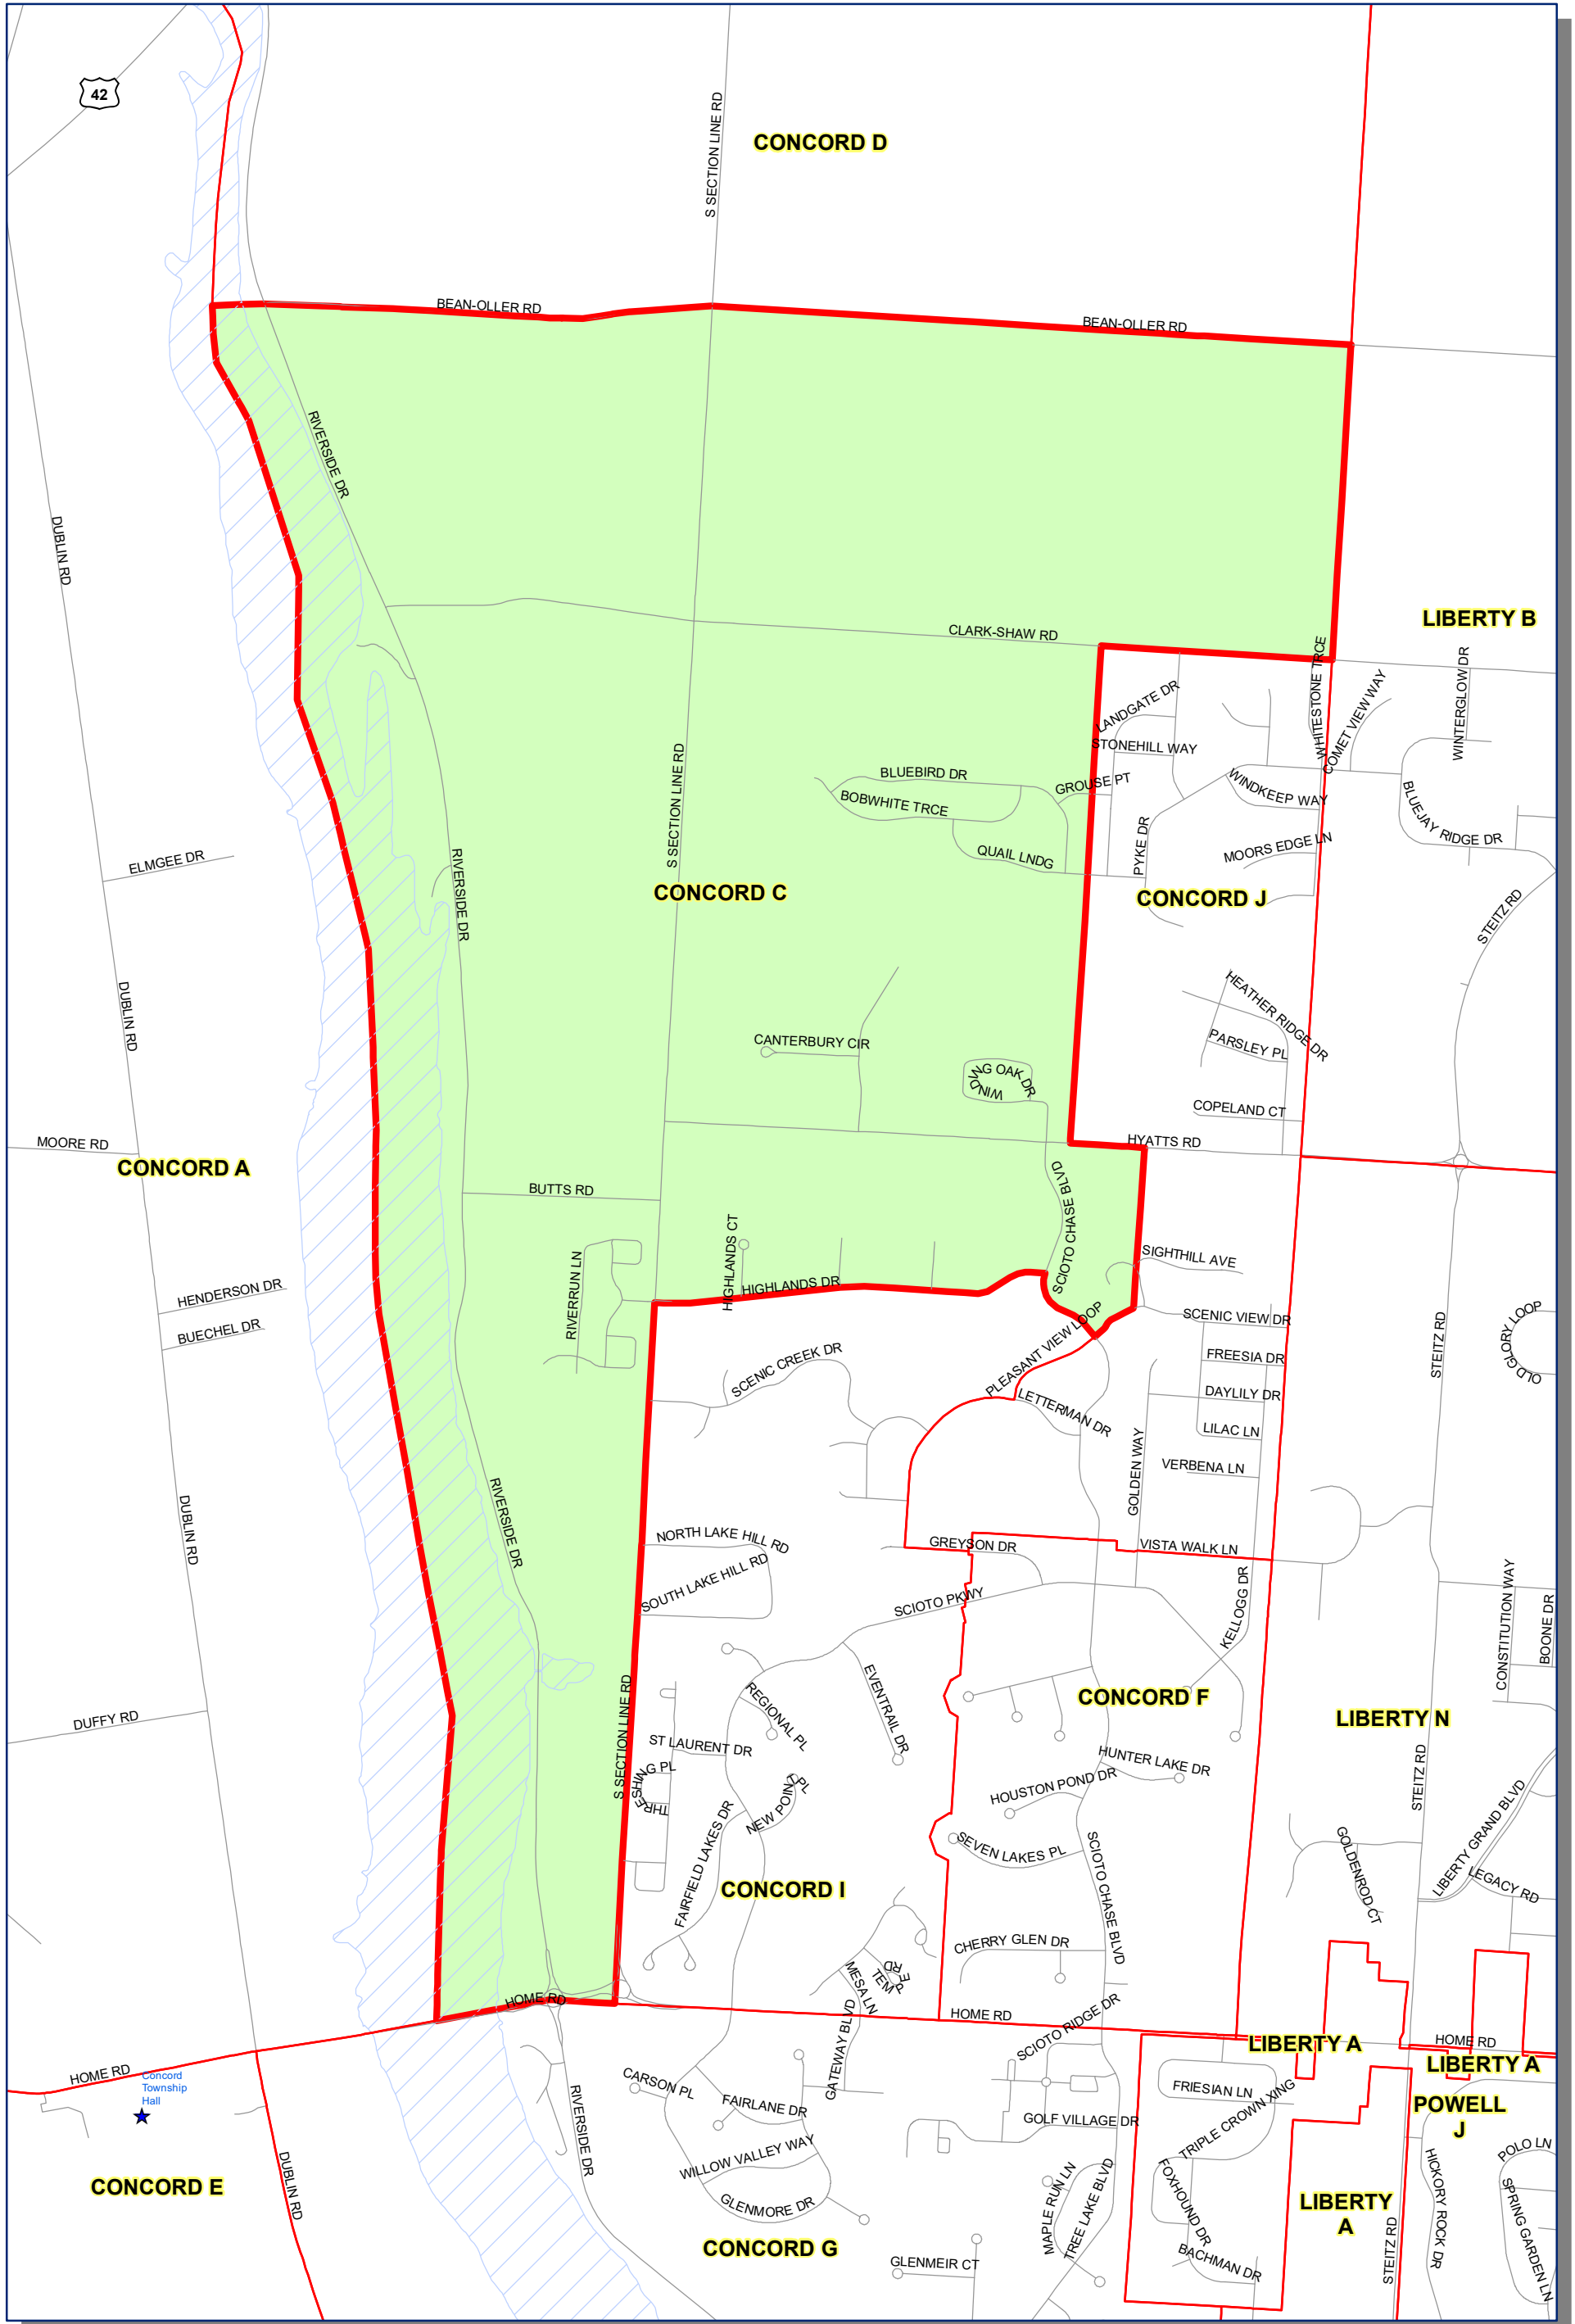 42
S SECTION LINE RD
CONCORD D
BEAN-OLLER RD
BEAN-OLLER RD
RIVERSIDE DR
DUBLIN RD
CLARK-SHAW RD
LIBERTY B
WHITESTONE TRCE
COMET VIEW WAY
WINTERGLOW DR
LANDGATE DR
STONEHILL WAY
BLUEBIRD DR
GROUSE PT
WINDKEEP WAY
BOBWHITE TRCE
BLUEJAY RIDGE DR
S SECTION LINE RD
PYKE DR
MOORS EDGE LN
QUAIL LNDG
ELMGEE DR
RIVERSIDE DR
CONCORD C
CONCORD J
STEITZ RD
DUBLIN RD
HEATHER RIDGE DR
PARSLEY PL
CANTERBURY CIR
WINDING OAK DR
COPELAND CT
MOORE RD
HYATTS RD
CONCORD A
BUTTS RD
SCIOTO CHASE BLVD
HIGHLANDS CT
SIGHTHILL AVE
RIVERRUN LN
HIGHLANDS DR
HENDERSON DR
BUECHEL DR
SCENIC VIEW DR
PLEASANT VIEW LOOP
OLD GLORY LOOP
STEITZ RD
SCENIC CREEK DR
FREESIA DR
DAYLILY DR
LETTERMAN DR
LILAC LN
GOLDEN WAY
VERBENA LN
RIVERSIDE DR
DUBLIN RD
NORTH LAKE HILL RD
GREYSON DR
VISTA WALK LN
SOUTH LAKE HILL RD
SCIOTO PKWY
KELLOGG DR
CONSTITUTION WAY
BOONE DR
EVENTRAIL DR
REGIONAL PL
CONCORD F
LIBERTY N
DUFFY RD
S SECTION LINE RD
ST LAURENT DR
THRESHING PL
NEW POINT PL
HUNTER LAKE DR
HOUSTON POND DR
STEITZ RD
LIBERTY GRAND BLVD
FAIRFIELD LAKES DR
SEVEN LAKES PL
SCIOTO CHASE BLVD
GOLDENROD CT
LEGACY RD
CONCORD I
CHERRY GLEN DR
TEMPE RD
MESA LN
HOME RD
HOME RD
GATEWAY BLVD
SCIOTO RIDGE DR
LIBERTY A
HOME RD
LIBERTY A
HOME RD
Concord
Township
Hall
CARSON PL
FAIRLANE DR
FRIESIAN LN
POWELL
J
RIVERSIDE DR
GOLF VILLAGE DR
TRIPLE CROWN XING
WILLOW VALLEY WAY
POLO LN
DUBLIN RD
CONCORD E
GLENMORE DR
MAPLE RUN LN
TREE LAKE BLVD
FOXHOUND DR
LIBERTY
A
HICKORY ROCK DR
SPRING GARDEN LN
STEITZ RD
CONCORD G
GLENMEIR CT
BACHMAN DR